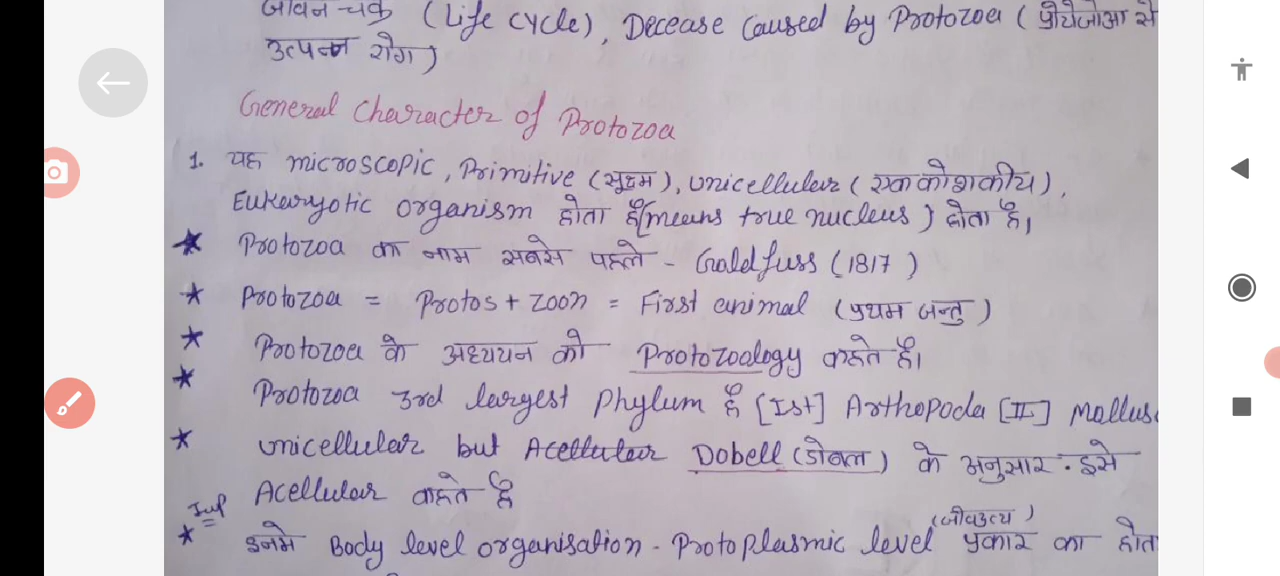 जीवन चक्र (Life cycle), Decease caused by Protozoa (प्रोटोजोआ से
उत्पन्न रोग)
General Character of Protozoa
1. यह microscopic, Primitive (सूक्ष्म), unicellular (एक कोशकीय),
Eukaryotic organism होता है (means true nucleus) होता है,
* Protozoa का नाम सबसे पहले - Goldfuss (1817)
* Protozoa = Protos + zoon = First animal (प्रथम जन्तु)
* Protozoa के अध्ययन को Protozoology कहते है।
* Protozoa 3rd largest Phylum है [Ist] Arthopoda [II] Mollus
* unicellular but Acellular Dobell (डोबल) के अनुसार . इसे
Acellular कहते है
Imp
* इनमे Body level organisation - Protoplasmic level (जीवद्रव्य) प्रकार का होता